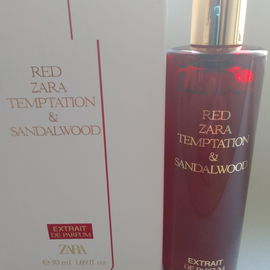 RED
ZARA
TEMPTATION
&
SANDALWOOD
EXTRAIT
DE PARFUM
ZARA
RED
ZARA
TEMPTATION
&
SANDALWOOD
EXTRAIT
DE PARFUM